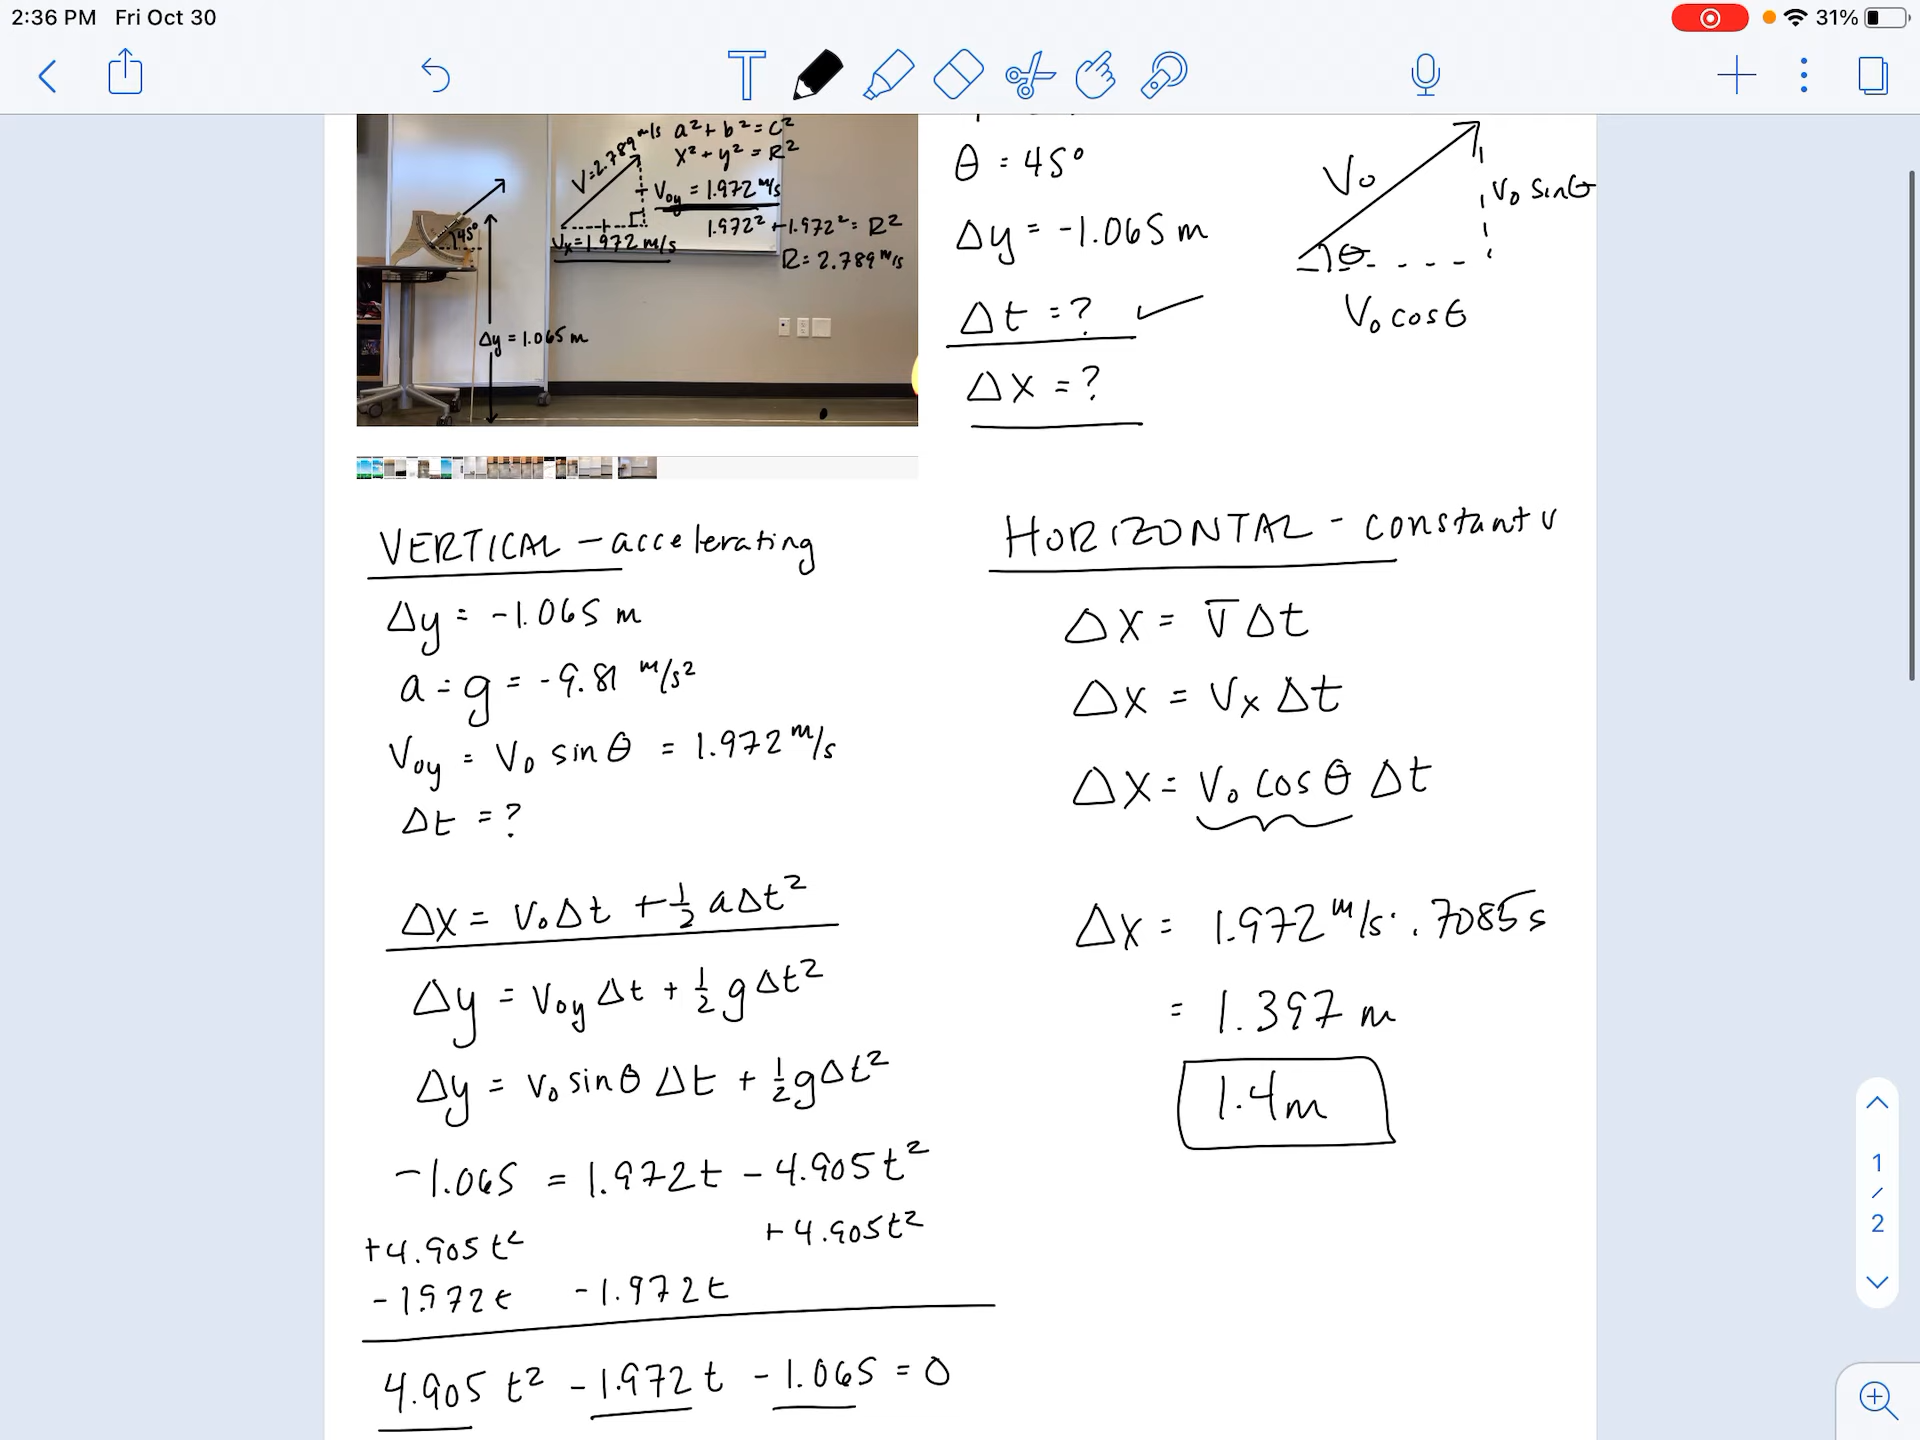 2:36 PM Fri Oct 30
31%
T
V=2.789 m/s
a² + b² = c²
x² + y² = R²
Voy = 1.972 m/s
1.972² + 1.972² = R²
R = 2.789 m/s
Vx = 1.972 m/s
45°
Δy = 1.065 m
θ = 45°
Δy = -1.065 m
Δt = ?
Δx = ?
Vo
Vo sinθ
θ
Vo cosθ
VERTICAL - accelerating
Δy = -1.065 m
a = g = -9.81 m/s²
Voy = Vo sin θ = 1.972 m/s
Δt = ?
Δx = VoΔt + ½ aΔt²
Δy = Voy Δt + ½ gΔt²
Δy = Vo sinθ Δt + ½gΔt²
-1.065 = 1.972t - 4.905t²
+4.905t² +4.905t²
-1.972t -1.972t
4.905 t² - 1.972 t - 1.065 = 0
HORIZONTAL - constant v
Δx = v̅Δt
Δx = Vx Δt
Δx = Vo cosθ Δt
Δx = 1.972 m/s · .7085s
= 1.397 m
1.4m
1
/
2